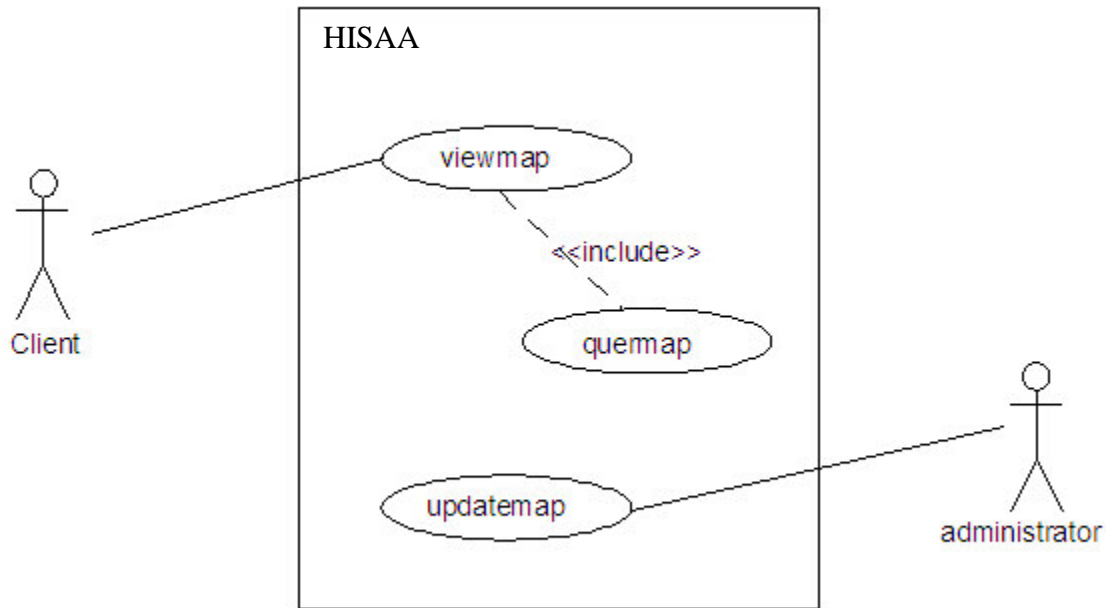 HISAA
viewmap
<<include>>
Client
quermap
updatemap
administrator